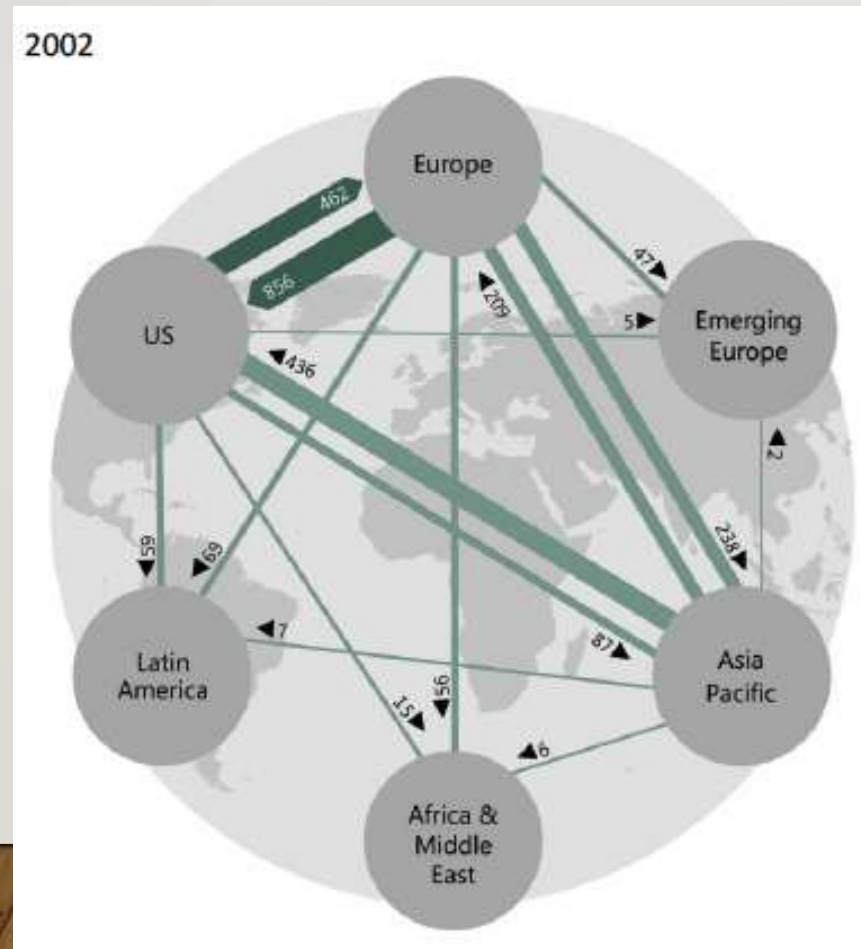 2002
Europe
462
856
47
209
5
Emerging
Europe
US
436
2
238
65
69
7
87
Latin
America
Asia
Pacific
15
56
6
Africa &
Middle
East